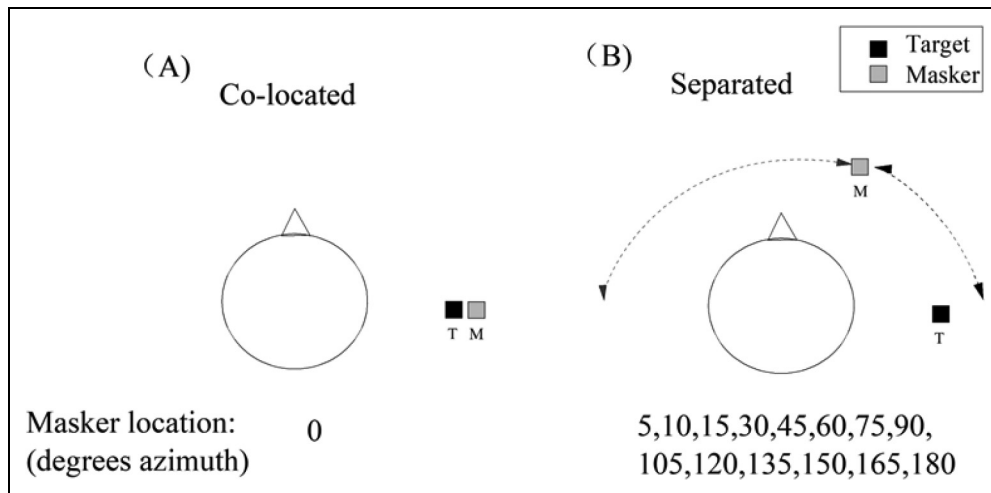 (A)
Co-located
T M
Masker location:
(degrees azimuth)
0
(B)
Separated
Target
Masker
M
T
5,10,15,30,45,60,75,90,
105,120,135,150,165,180